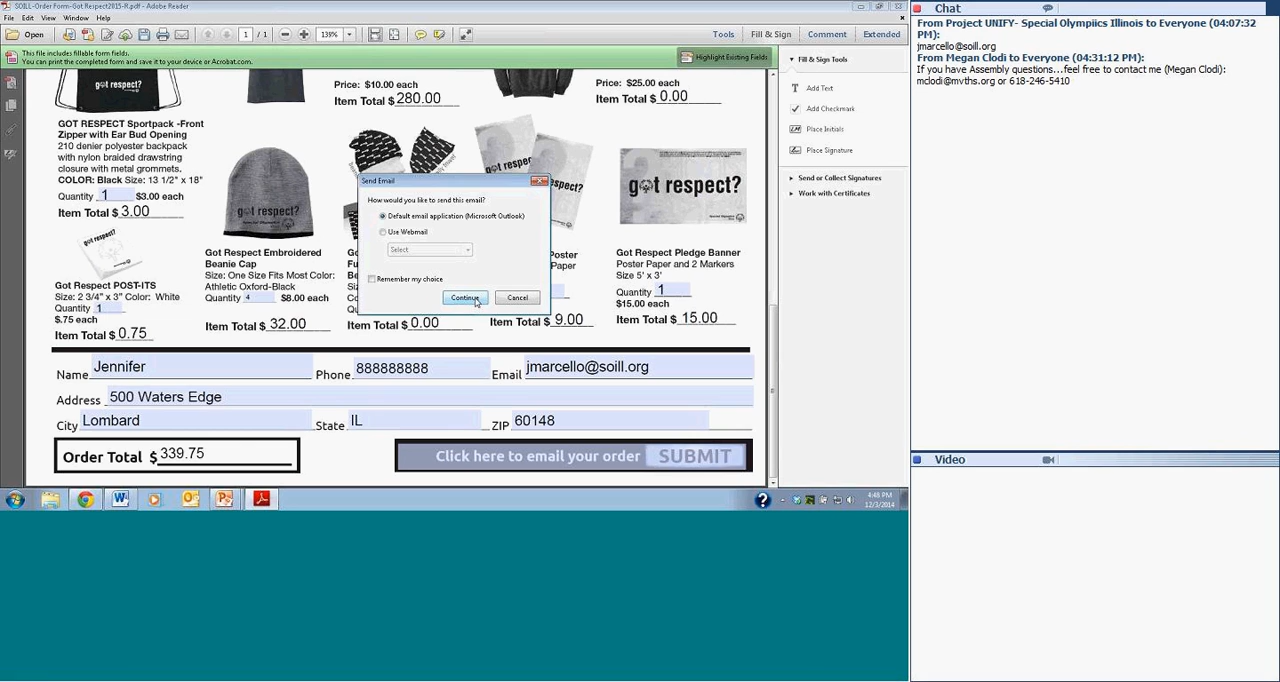 SOILL-Order Form-Got Respect2015-R.pdf - Adobe Reader
File Edit View Window Help
Open 1 / 1 139% Tools Fill & Sign Comment Extended
This file includes fillable form fields.
You can print the completed form and save it to your device or Acrobat.com.
Highlight Existing Fields
got respect?
Price: $10.00 each
Item Total $ 280.00
Price: $25.00 each
Item Total $ 0.00
GOT RESPECT Sportpack -Front
Zipper with Ear Bud Opening
210 denier polyester backpack
with nylon braided drawstring
closure with metal grommets.
COLOR: Black Size: 13 1/2" x 18"
Quantity 1 $3.00 each
Item Total $ 3.00
got respect?
Got Respect POST-ITS
Size: 2 3/4" x 3" Color: White
Quantity 1
$.75 each
Item Total $ 0.75
got respect?
Got Respect Embroidered
Beanie Cap
Size: One Size Fits Most Color:
Athletic Oxford-Black
Quantity 4 $8.00 each
Item Total $ 32.00
Item Total $ 0.00
Item Total $ 9.00
got respect?
Got Respect Pledge Banner
Poster Paper and 2 Markers
Size 5' x 3'
Quantity 1
$15.00 each
Item Total $ 15.00
Send Email
How would you like to send this email?
Default email application (Microsoft Outlook)
Use Webmail
Select
Remember my choice
Continue Cancel
Name Jennifer Phone 888888888 Email jmarcello@soill.org
Address 500 Waters Edge
City Lombard State IL ZIP 60148
Order Total $ 339.75
Click here to email your order SUBMIT
Fill & Sign Tools
Add Text
Add Checkmark
Place Initials
Place Signature
Send or Collect Signatures
Work with Certificates
4:48 PM
12/3/2014
Chat
From Project UNIFY- Special Olympiics Illinois to Everyone (04:07:32
PM):
jmarcello@soill.org
From Megan Clodi to Everyone (04:31:12 PM):
If you have Assembly questions...feel free to contact me (Megan Clodi):
mclodi@mvths.org or 618-246-5410
Video